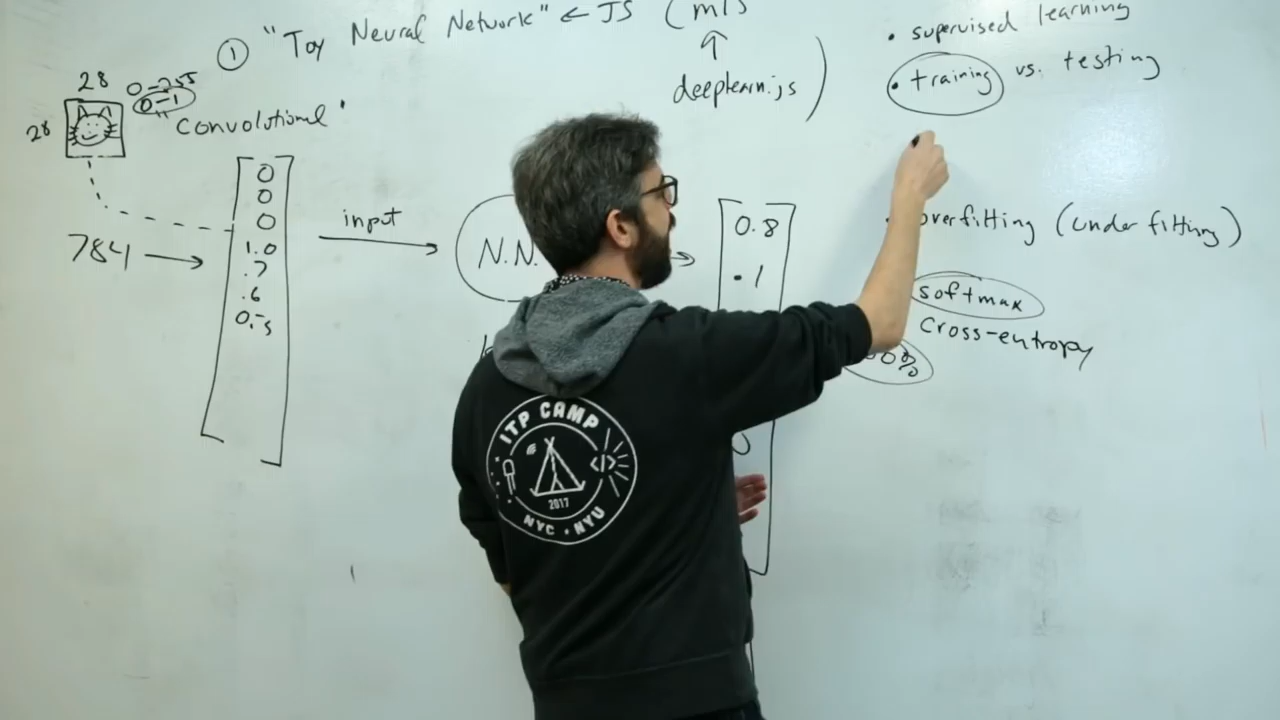 ① "Toy Neural Network" ← JS (ml5
deeplearn.js)
28
0-255
0-1
28
"Convolutional"
784
0
0
0
1.0
.7
.6
0.5
input
N.N.
0.8
.1
• supervised learning
• training vs. testing
overfitting (underfitting)
softmax
cross-entropy
00%
ITP CAMP
</>
2017
NYC • NYU